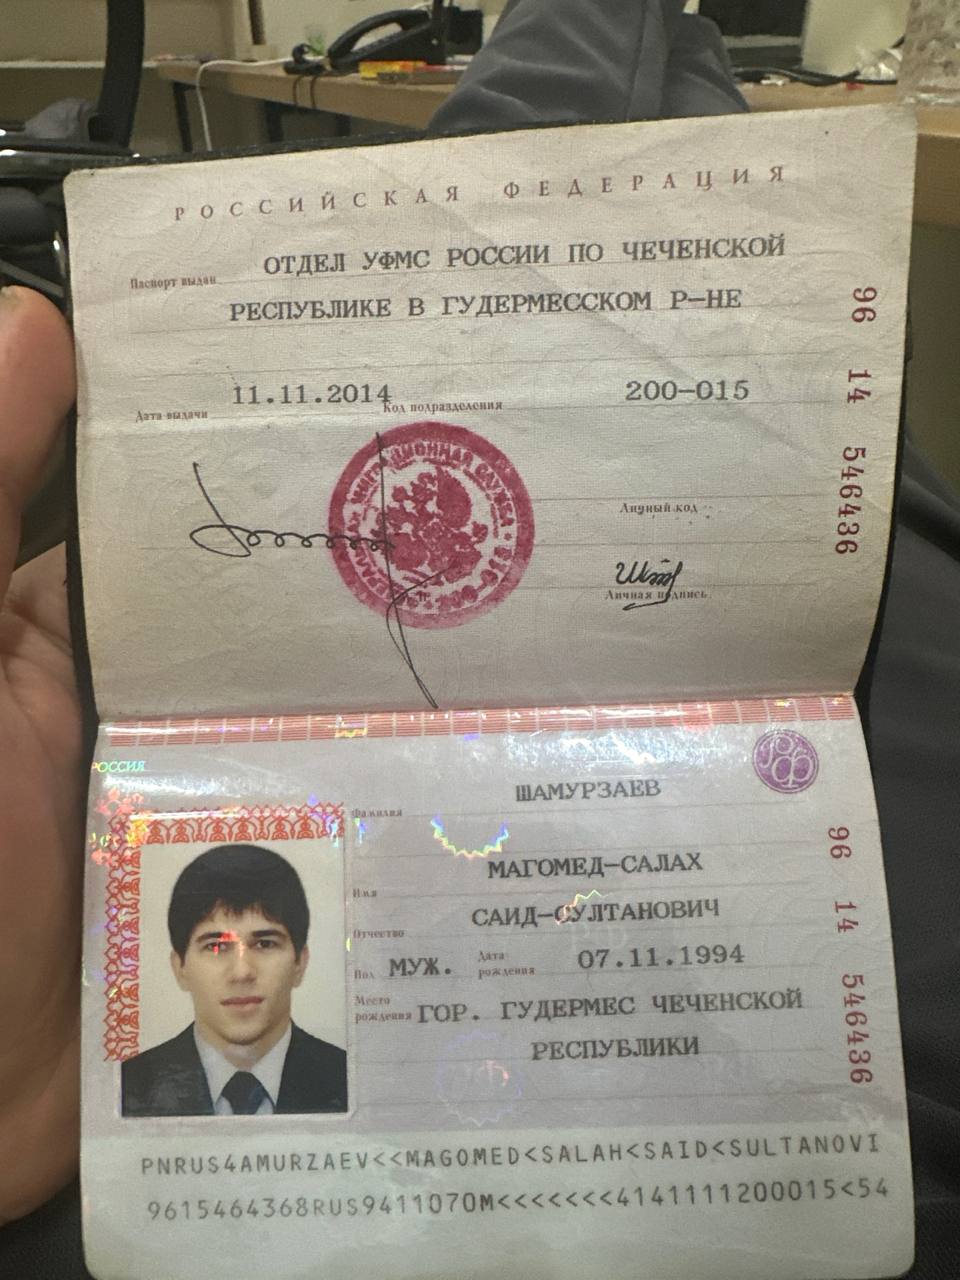 РОССИЙСКАЯ ФЕДЕРАЦИЯ
Паспорт выдан ОТДЕЛ УФМС РОССИИ ПО ЧЕЧЕНСКОЙ
РЕСПУБЛИКЕ В ГУДЕРМЕССКОМ Р-НЕ
Дата выдачи 11.11.2014 Код подразделения 200-015
96 14 546436
Личный код
Личная подпись
РОССИЯ
Фамилия ШАМУРЗАЕВ
Имя МАГОМЕД-САЛАХ
Отчество САИД-СУЛТАНОВИЧ
Пол МУЖ. Дата рождения 07.11.1994
Место рождения ГОР. ГУДЕРМЕС ЧЕЧЕНСКОЙ
РЕСПУБЛИКИ
96 14 546436
PNRUS4AMURZAEV<<MAGOMED<SALAH<SAID<SULTANOVI
9615464368RUS9411070M<<<<<<<4141111200015<54